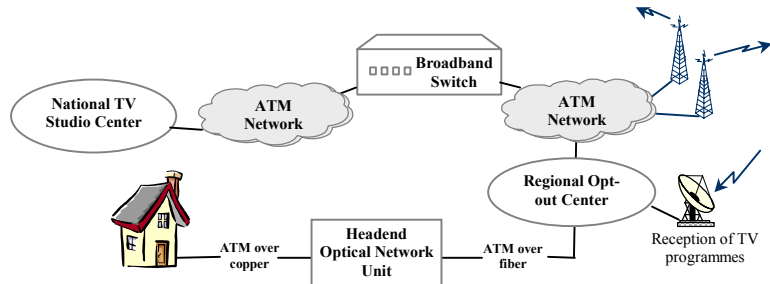 National TV
Studio Center
ATM
Network
Broadband
Switch
ATM
Network
Regional Opt-
out Center
Reception of TV
programmes
ATM over
copper
Headend
Optical Network
Unit
ATM over
fiber